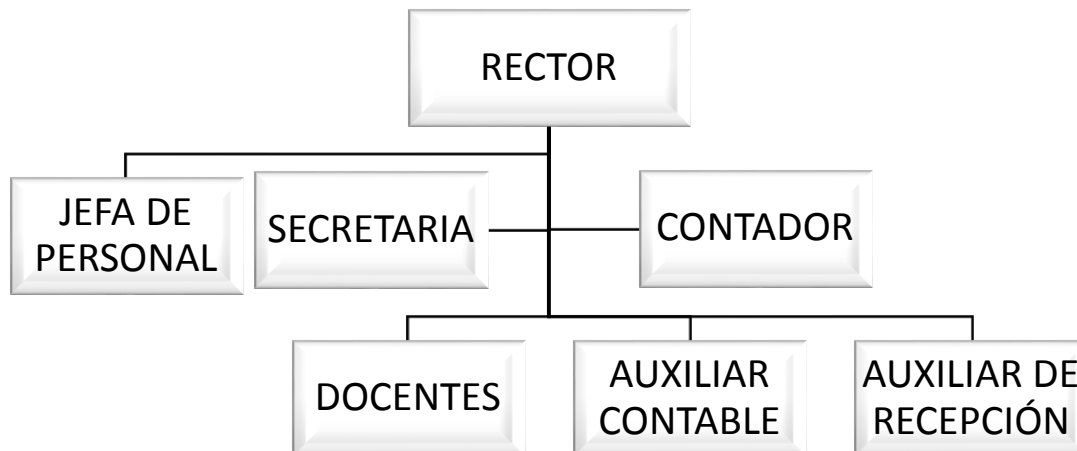 RECTOR
JEFA DE
PERSONAL
SECRETARIA
CONTADOR
DOCENTES
AUXILIAR
CONTABLE
AUXILIAR DE
RECEPCIÓN